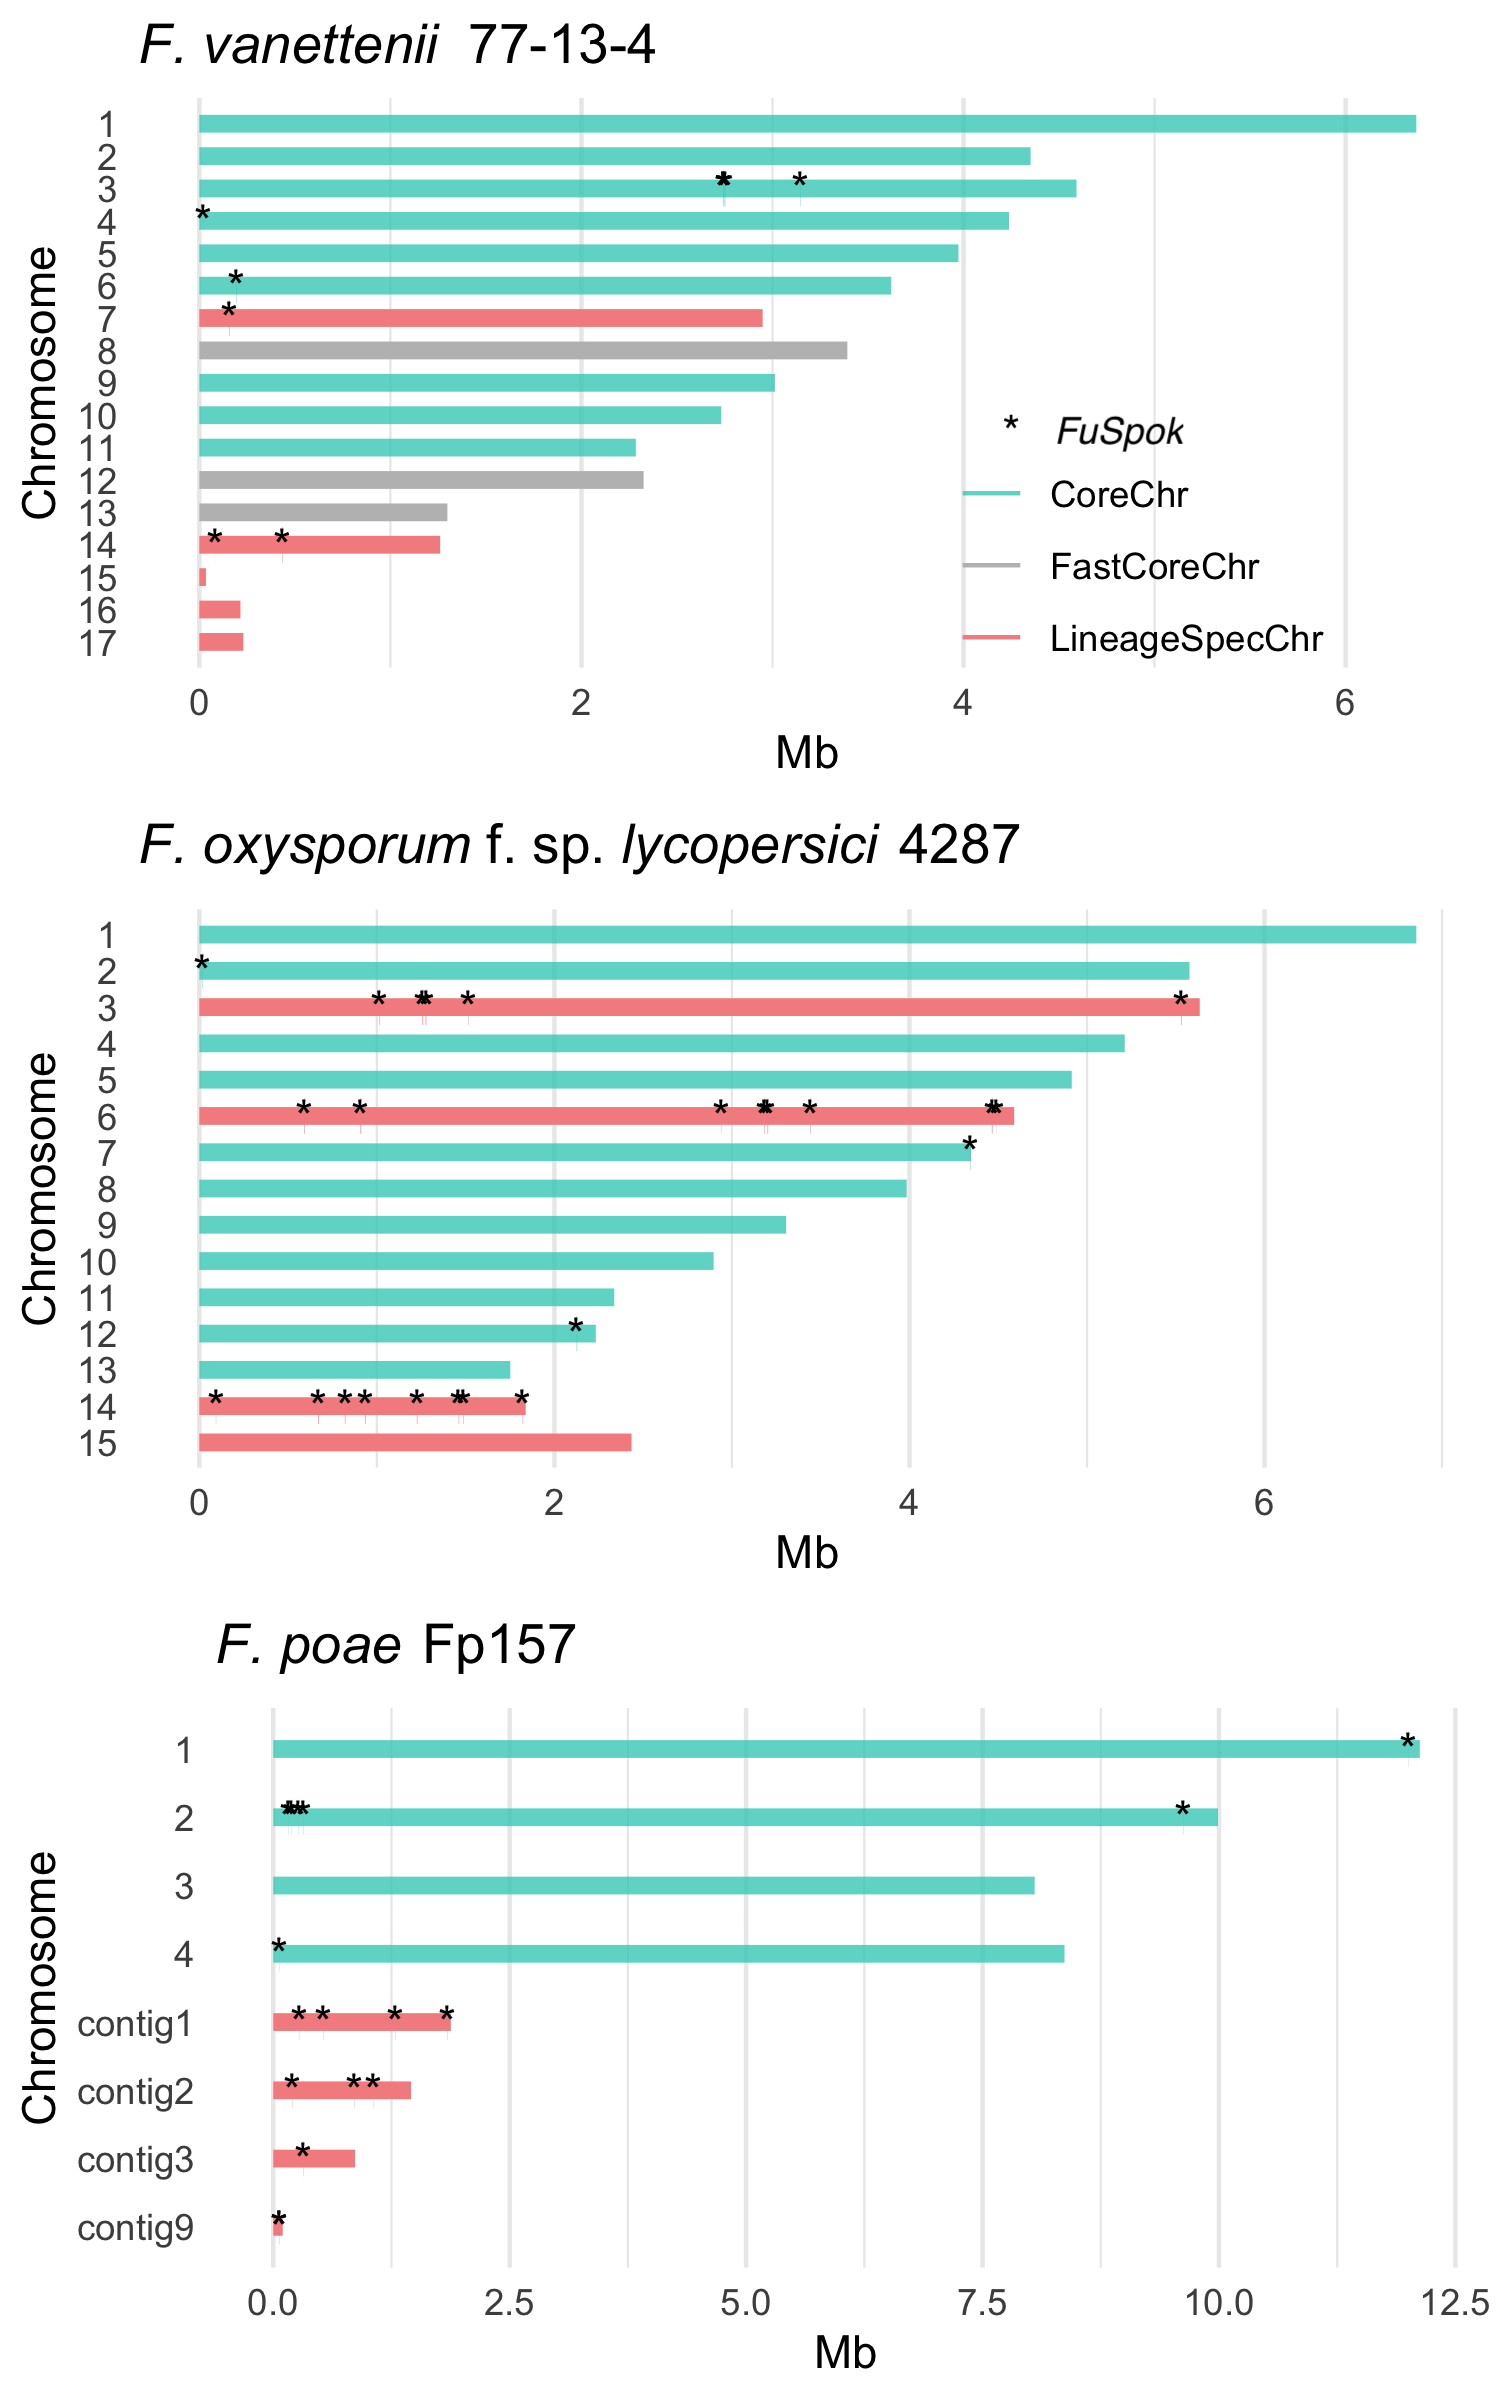 F. vanettenii 77-13-4
Chromosome
1
2
3
4
5
6
7
8
9
10
11
12
13
14
15
16
17
* FuSpok
CoreChr
FastCoreChr
LineageSpecChr
0 2 4 6
Mb
F. oxysporum f. sp. lycopersici 4287
Chromosome
1
2
3
4
5
6
7
8
9
10
11
12
13
14
15
0 2 4 6
Mb
F. poae Fp157
Chromosome
1
2
3
4
contig1
contig2
contig3
contig9
0.0 2.5 5.0 7.5 10.0 12.5
Mb